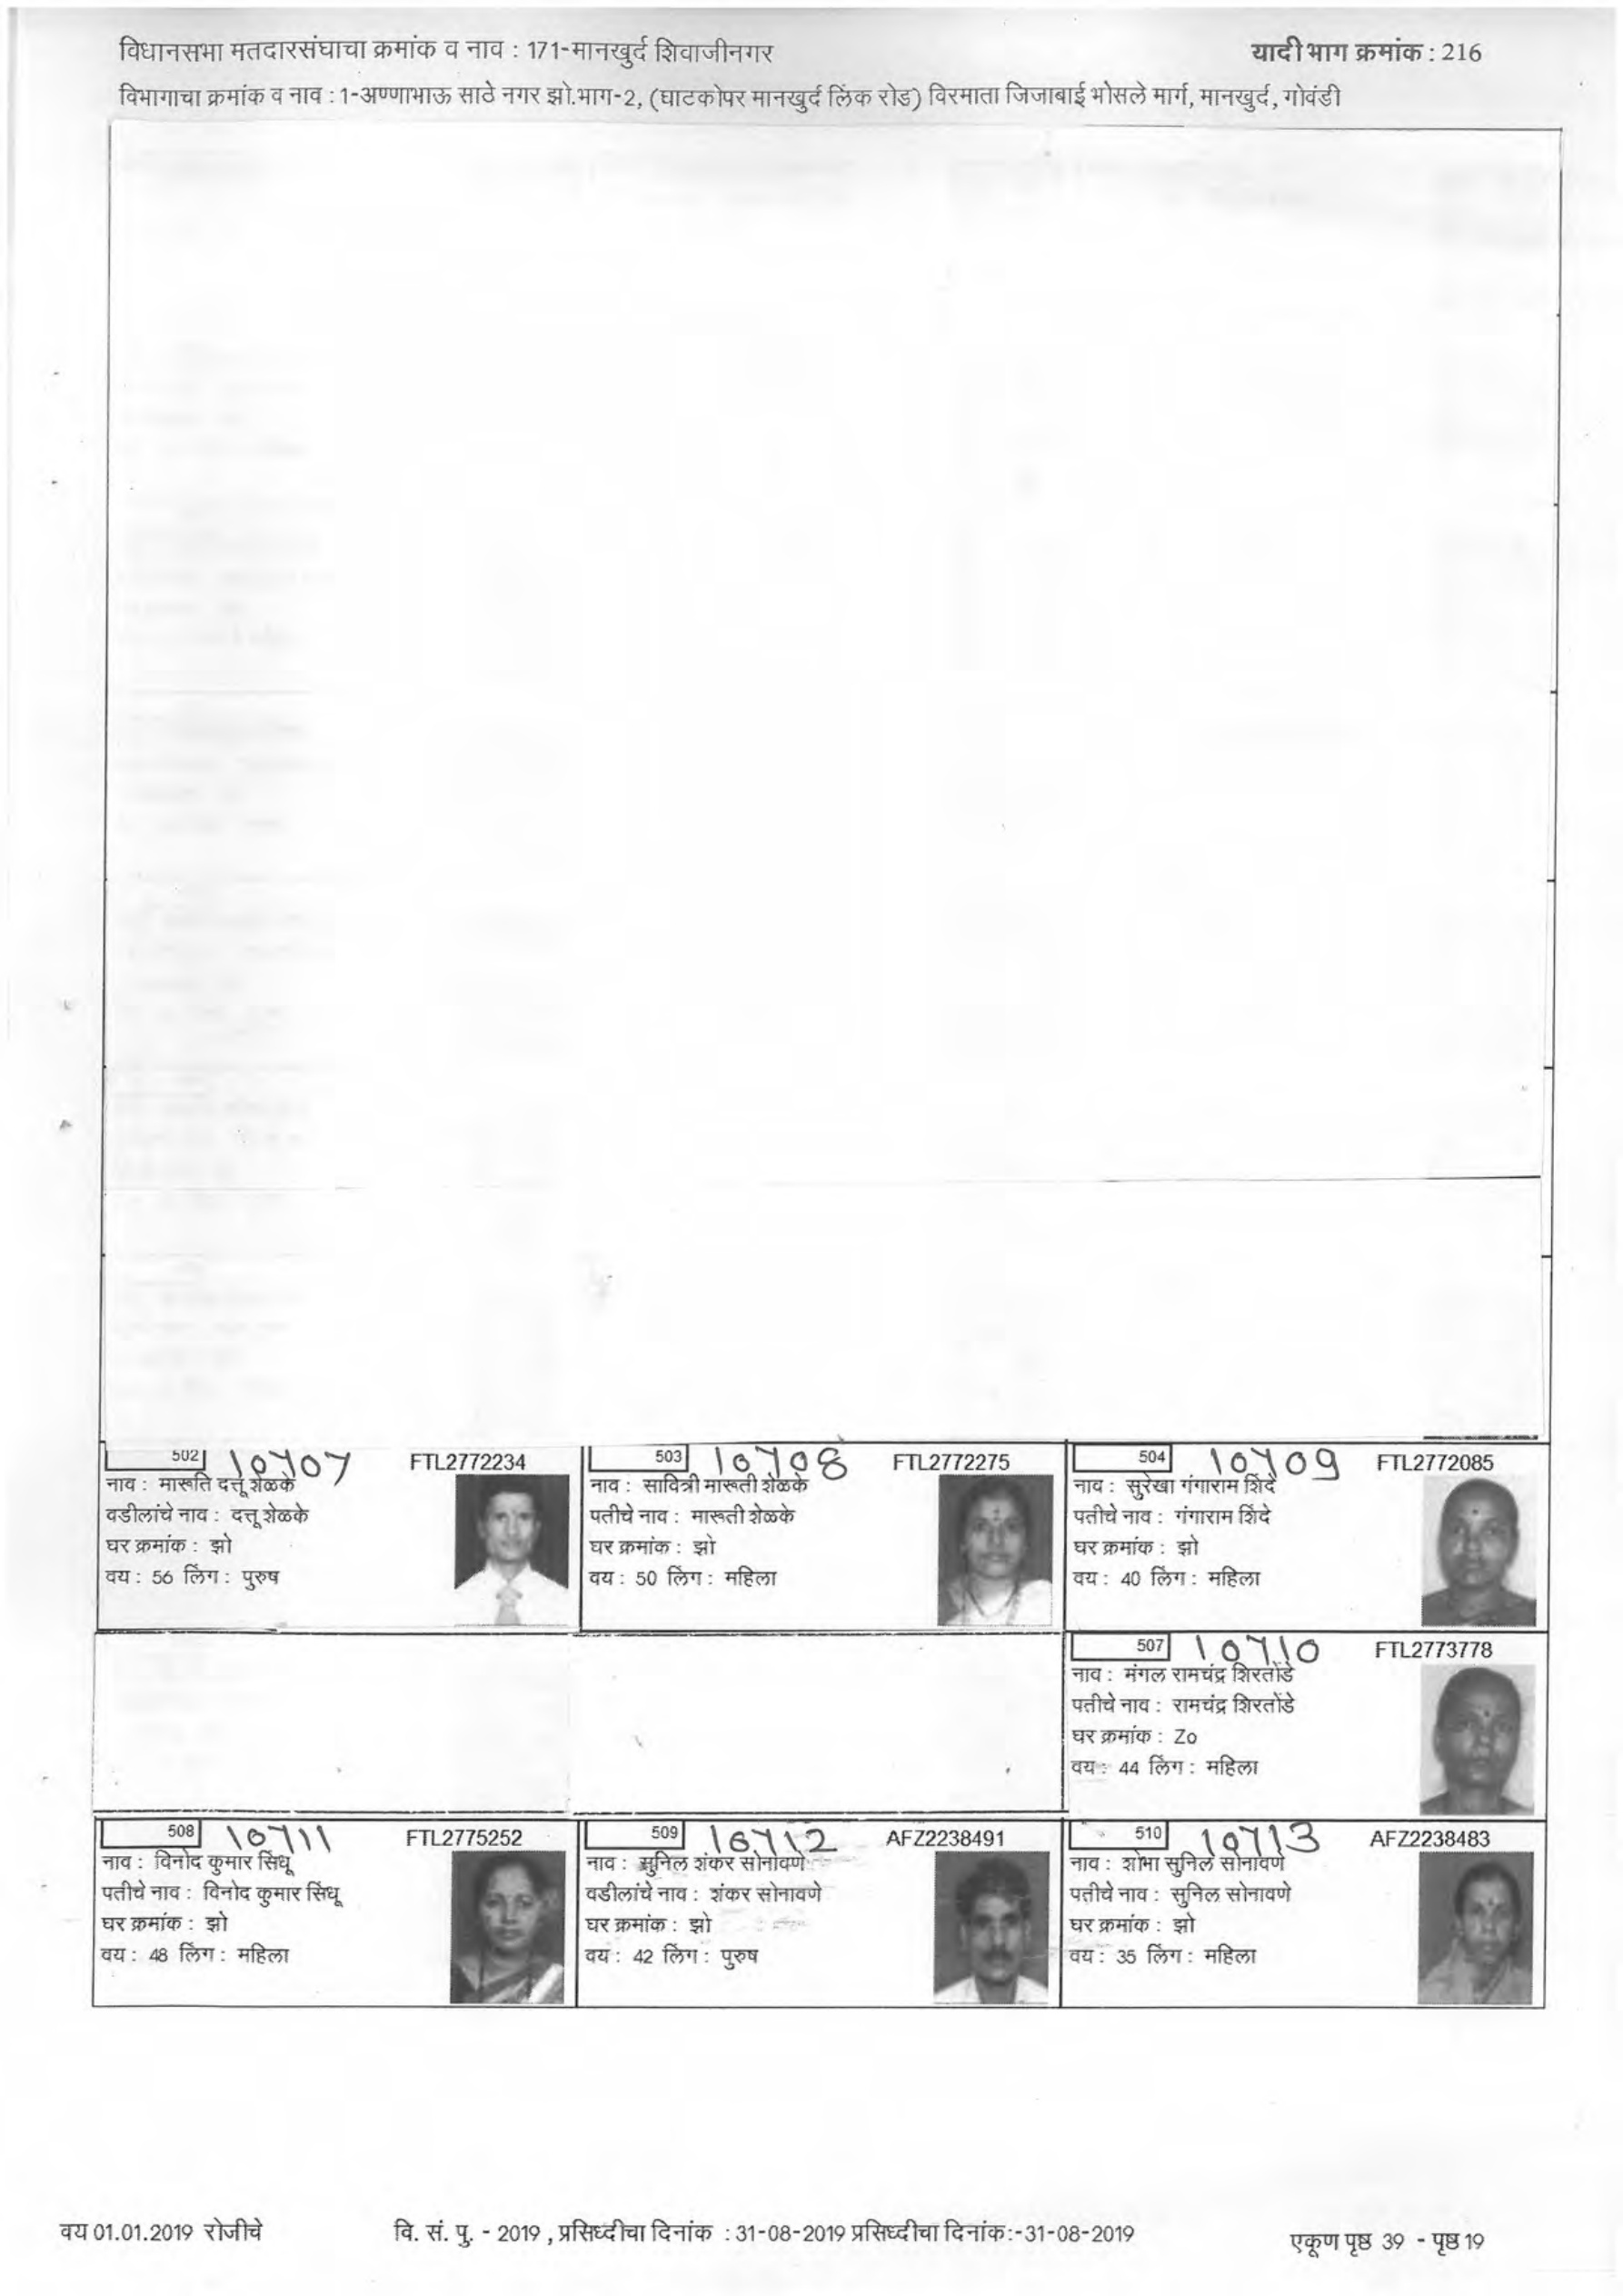 विधानसभा मतदारसंघाचा क्रमांक व नाव : 171-मानखुर्द शिवाजीनगर यादी भाग क्रमांक : 216
विभागाचा क्रमांक व नाव : 1-अण्णाभाऊ साठे नगर झो.भाग-2, (घाटकोपर मानखुर्द लिंक रोड) विरमाता जिजाबाई भोसले मार्ग, मानखुर्द, गोवंडी
502 10707 FTL2772234
नाव : मारूति दत्तू शेळके
वडीलांचे नाव : दत्तू शेळके
घर क्रमांक : झो
वय : 56 लिंग : पुरुष
503 10708 FTL2772275
नाव : सावित्री मारूती शेळके
पतीचे नाव : मारूती शेळके
घर क्रमांक : झो
वय : 50 लिंग : महिला
504 10709 FTL2772085
नाव : सुरेखा गंगाराम शिंदे
पतीचे नाव : गंगाराम शिंदे
घर क्रमांक : झो
वय : 40 लिंग : महिला
507 10710 FTL2773778
नाव : मंगल रामचंद्र शिरतोंडे
पतीचे नाव : रामचंद्र शिरतोंडे
घर क्रमांक : Zo
वय : 44 लिंग : महिला
508 10711 FTL2775252
नाव : विनोद कुमार सिंधू
पतीचे नाव : विनोद कुमार सिंधू
घर क्रमांक : झो
वय : 48 लिंग : महिला
509 10712 AFZ2238491
नाव : सुनिल शंकर सोनावणे
वडीलांचे नाव : शंकर सोनावणे
घर क्रमांक : झो
वय : 42 लिंग : पुरुष
510 10713 AFZ2238483
नाव : शोभा सुनिल सोनावणे
पतीचे नाव : सुनिल सोनावणे
घर क्रमांक : झो
वय : 35 लिंग : महिला
वय 01.01.2019 रोजीचे वि. सं. पु. - 2019 , प्रसिध्दीचा दिनांक : 31-08-2019 प्रसिध्दीचा दिनांक:-31-08-2019 एकूण पृष्ठ 39 - पृष्ठ 19